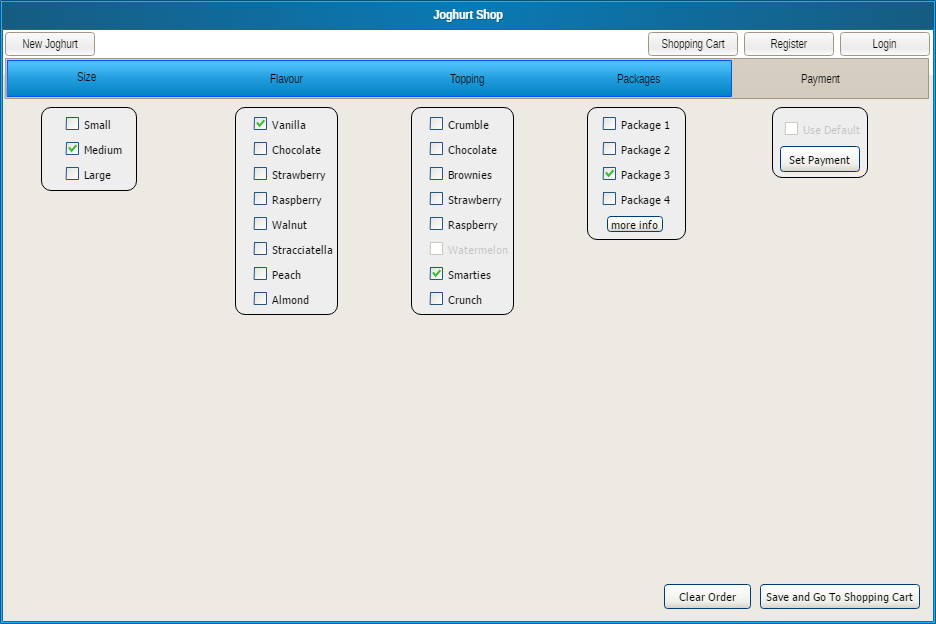 Joghurt Shop
New Joghurt
Shopping Cart
Register
Login
Size
Flavour
Topping
Packages
Payment
Small
Medium
Large
Vanilla
Chocolate
Strawberry
Raspberry
Walnut
Stracciatella
Peach
Almond
Crumble
Chocolate
Brownies
Strawberry
Raspberry
Watermelon
Smarties
Crunch
Package 1
Package 2
Package 3
Package 4
more info
Use Default
Set Payment
Clear Order
Save and Go To Shopping Cart